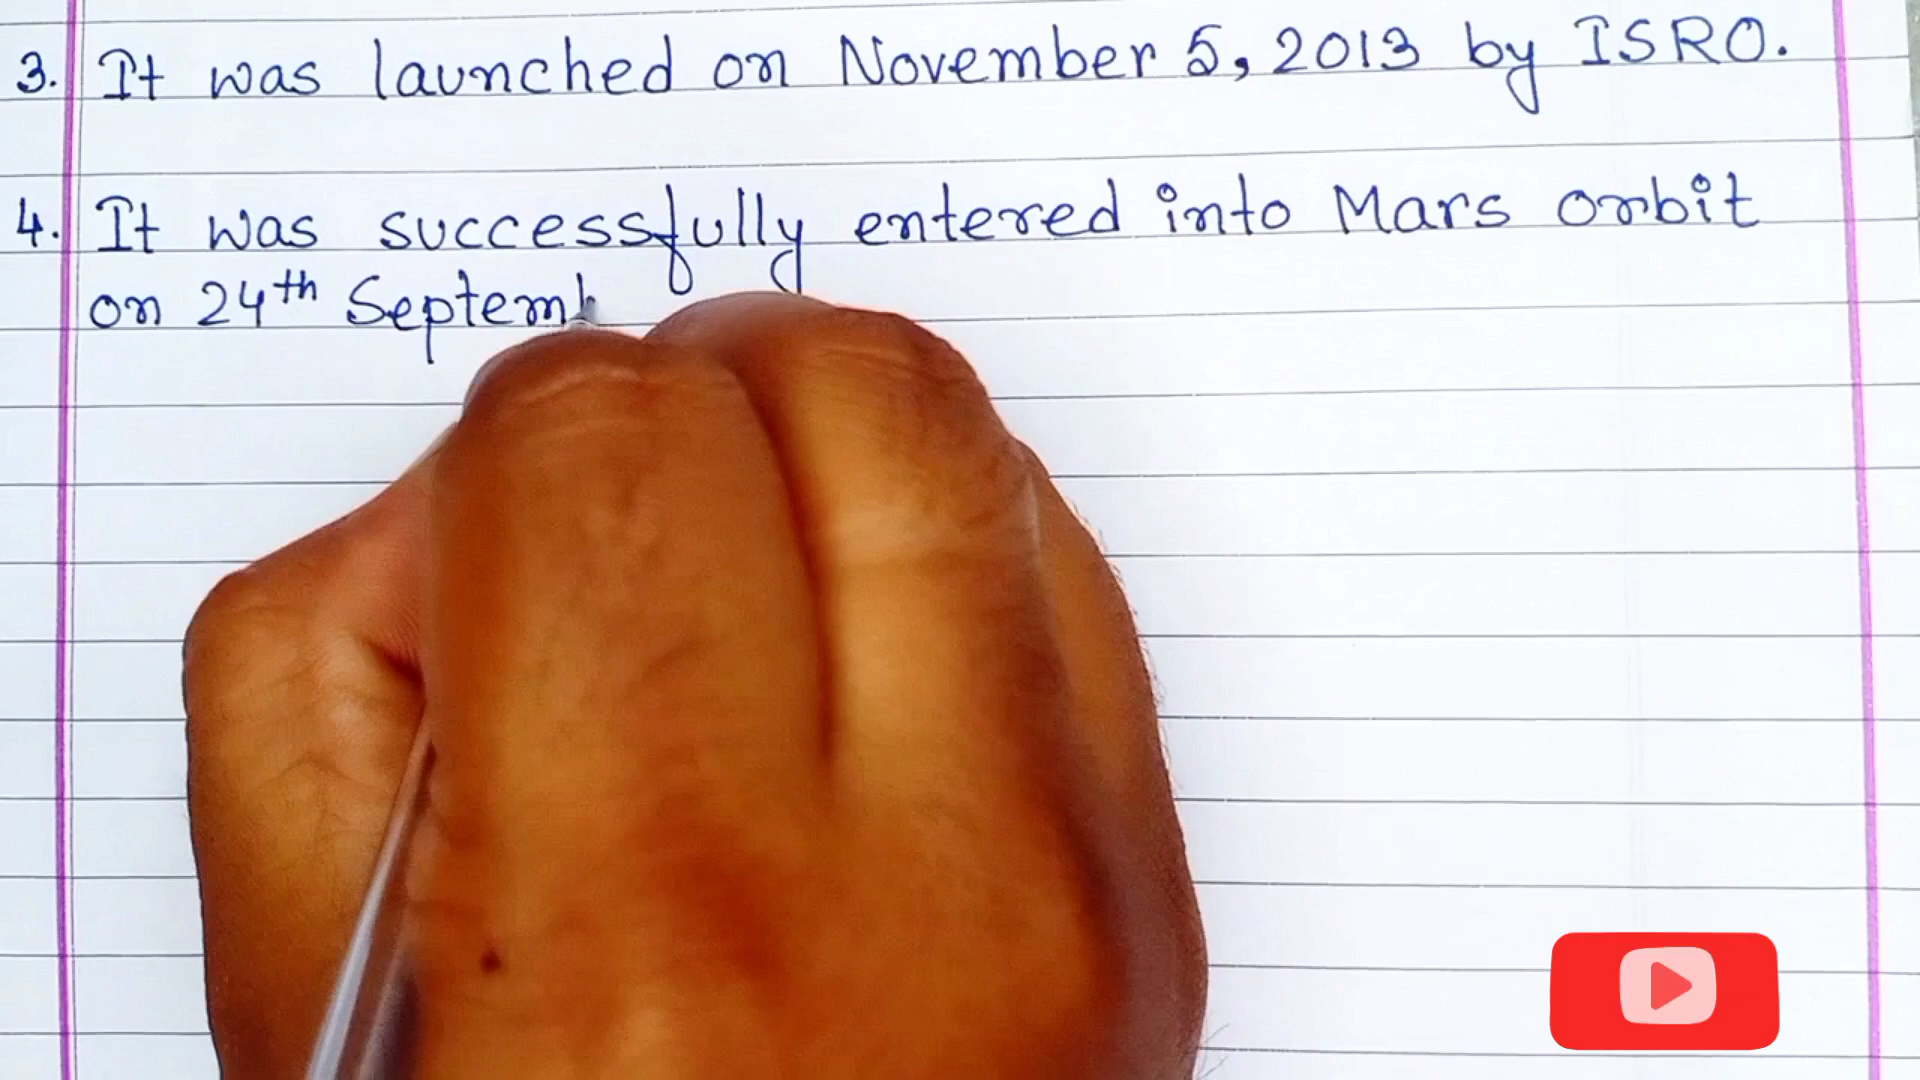 3. It was launched on November 5, 2013 by ISRO.
4. It was successfully entered into Mars orbit
on 24th Septemb